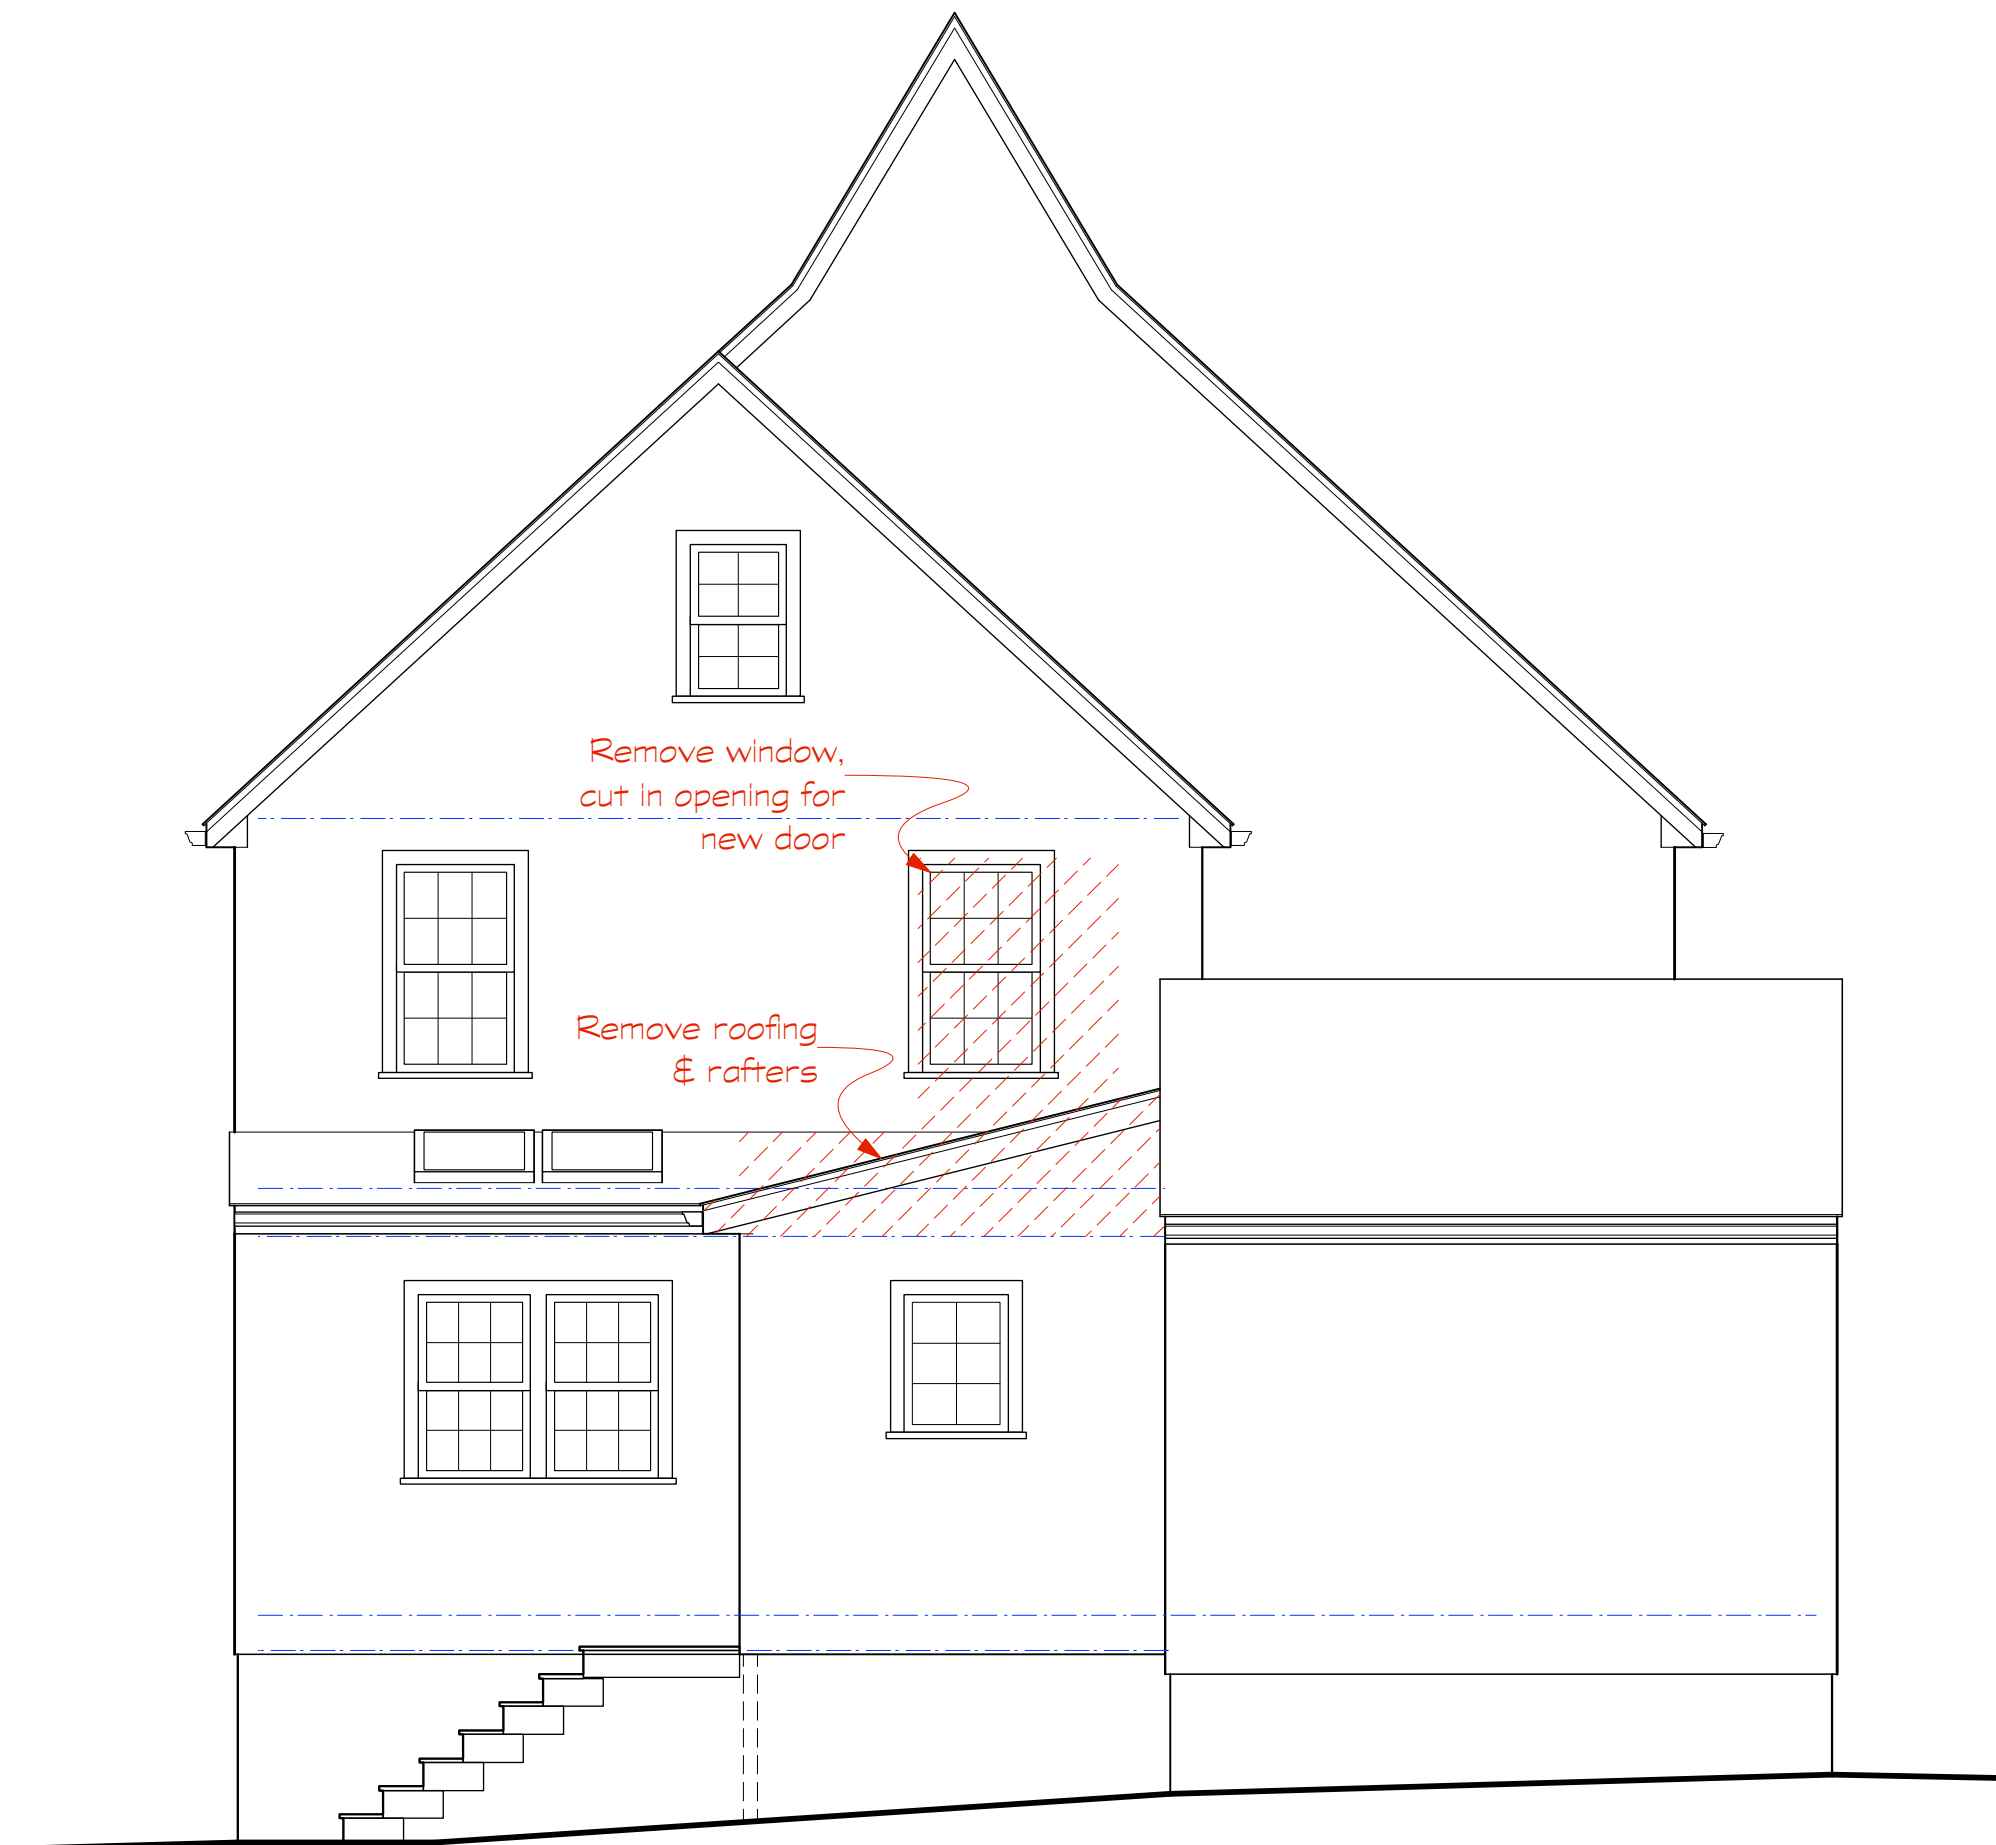 Remove window,
cut in opening for
new door
Remove roofing
& rafters